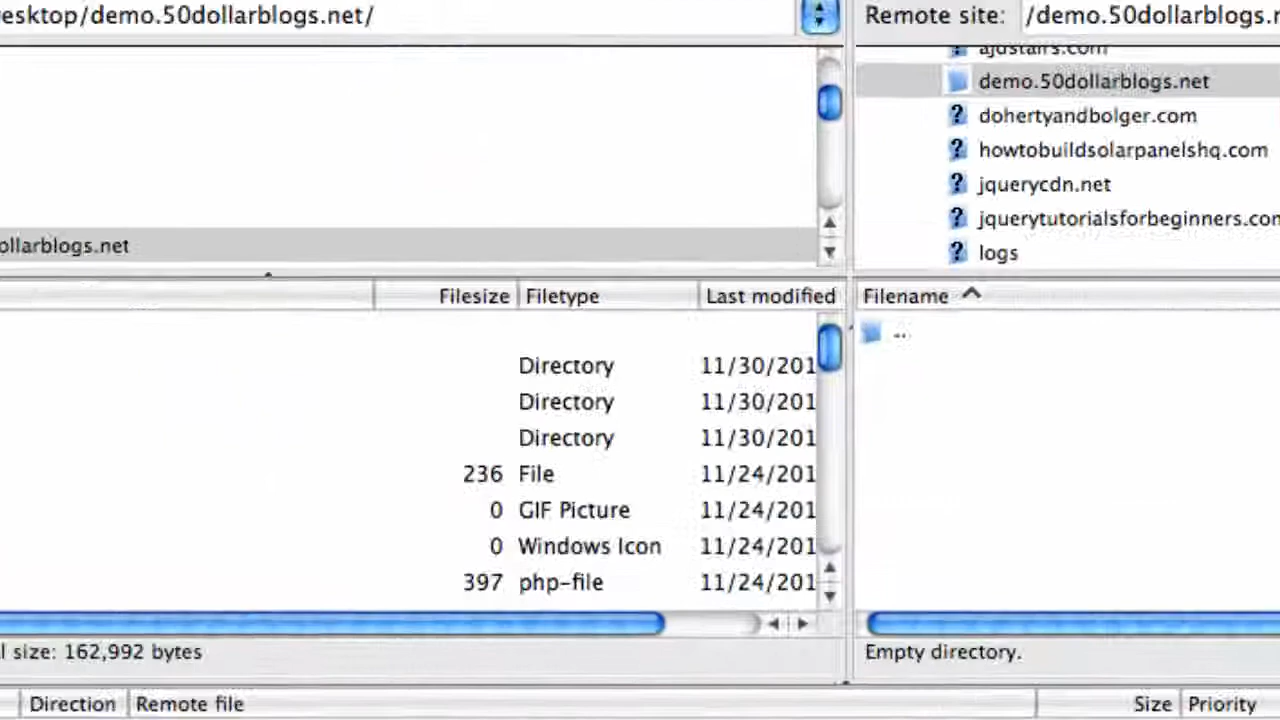 esktop/demo.50dollarblogs.net/
Remote site: /demo.50dollarblogs.n
ajustairs.com
demo.50dollarblogs.net
dohertyandbolger.com
howtobuildsolarpanelshq.com
jquerycdn.net
jquerytutorialsforbeginners.com
logs
ollarblogs.net
Filesize Filetype Last modified
Filename
..
Directory 11/30/201
Directory 11/30/201
Directory 11/30/201
236 File 11/24/201
0 GIF Picture 11/24/201
0 Windows Icon 11/24/201
397 php-file 11/24/201
l size: 162,992 bytes
Empty directory.
Direction Remote file Size Priority